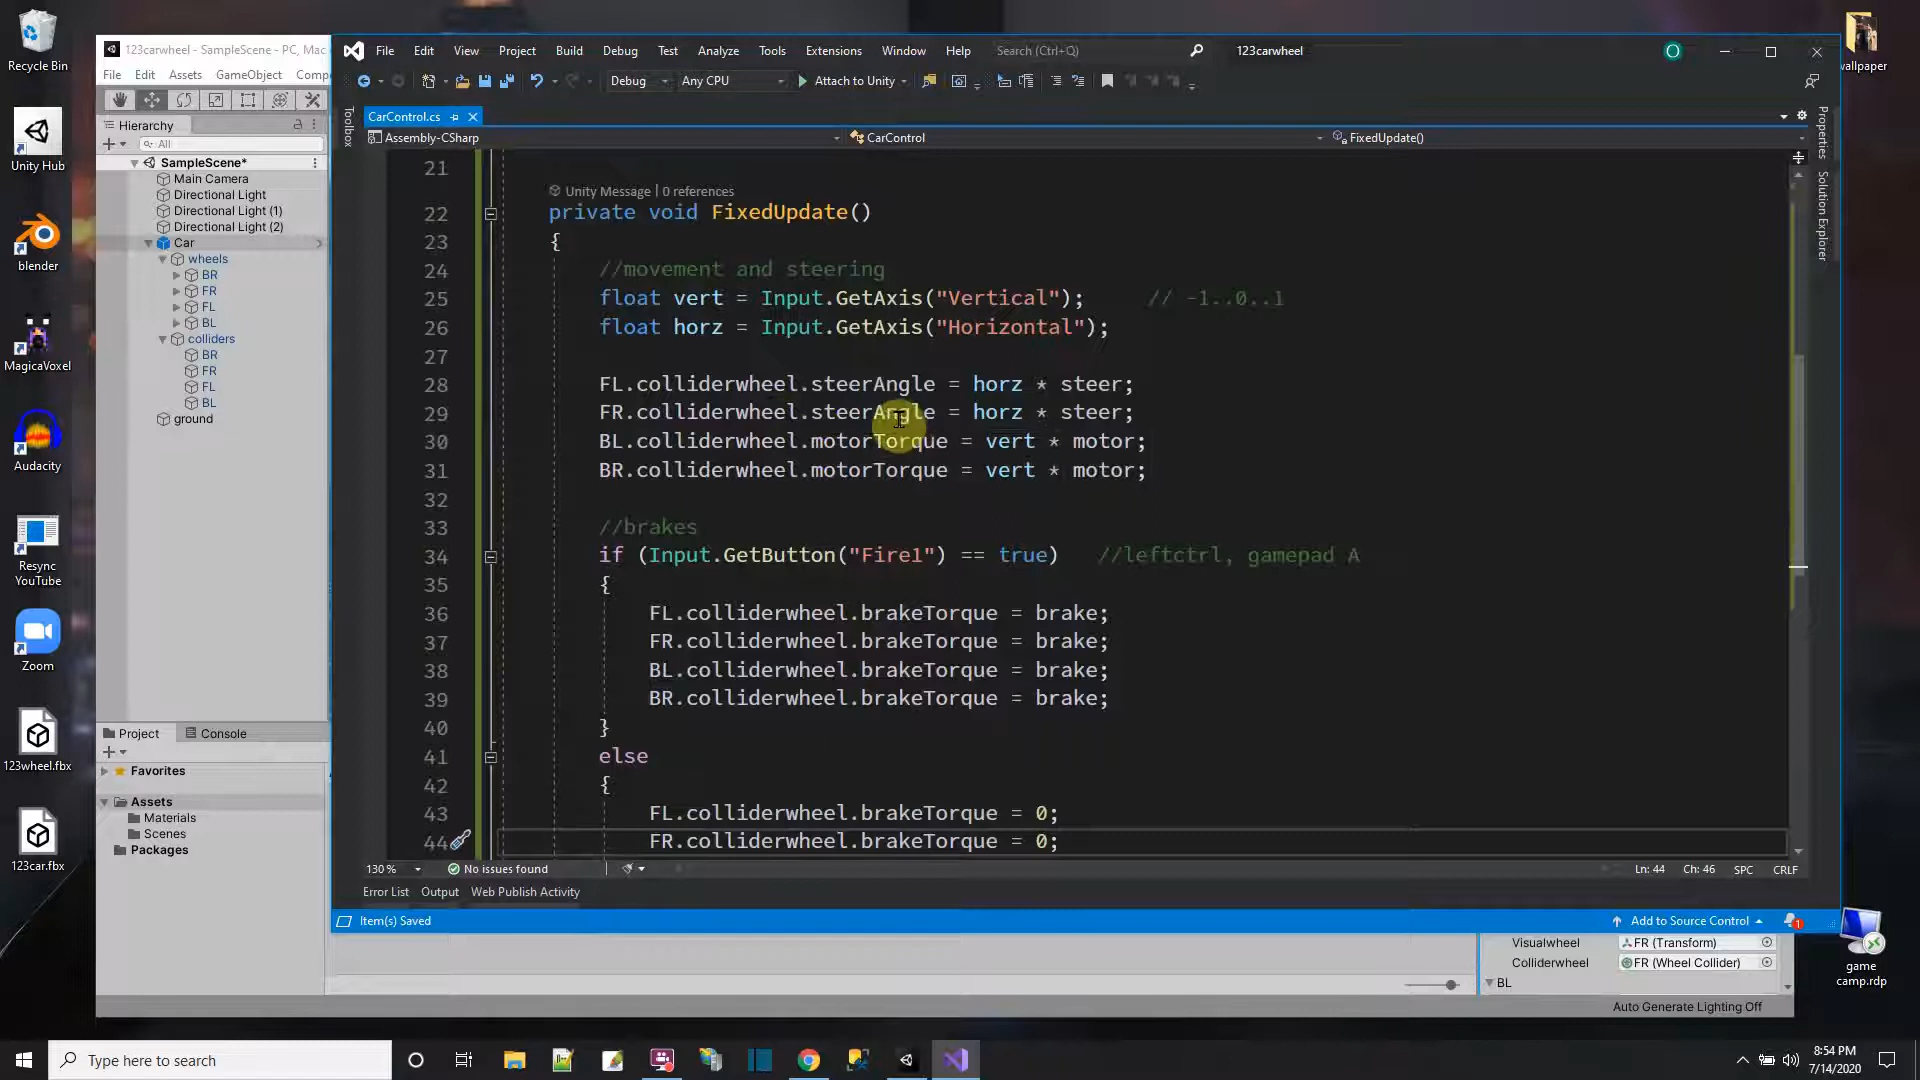 Recycle Bin
Unity Hub
blender
MagicaVoxel
Audacity
Resync
YouTube
Zoom
123wheel.fbx
123car.fbx
123carwheel - SampleScene - PC, Mac
File Edit Assets GameObject Comp
Hierarchy
All
SampleScene*
Main Camera
Directional Light
Directional Light (1)
Directional Light (2)
Car
wheels
BR
FR
FL
BL
colliders
BR
FR
FL
BL
ground
Project Console
Favorites
Assets
Materials
Scenes
Packages
File Edit View Project Build Debug Test Analyze Tools Extensions Window Help Search (Ctrl+Q) 123carwheel O
Debug Any CPU Attach to Unity
Toolbox
CarControl.cs
Assembly-CSharp CarControl FixedUpdate()
Properties
Solution Explorer
21
Unity Message | 0 references
22 private void FixedUpdate()
23 {
24 //movement and steering
25 float vert = Input.GetAxis("Vertical"); // -1..0..1
26 float horz = Input.GetAxis("Horizontal");
27
28 FL.colliderwheel.steerAngle = horz * steer;
29 FR.colliderwheel.steerAngle = horz * steer;
30 BL.colliderwheel.motorTorque = vert * motor;
31 BR.colliderwheel.motorTorque = vert * motor;
32
33 //brakes
34 if (Input.GetButton("Fire1") == true) //leftctrl, gamepad A
35 {
36 FL.colliderwheel.brakeTorque = brake;
37 FR.colliderwheel.brakeTorque = brake;
38 BL.colliderwheel.brakeTorque = brake;
39 BR.colliderwheel.brakeTorque = brake;
40 }
41 else
42 {
43 FL.colliderwheel.brakeTorque = 0;
44 FR.colliderwheel.brakeTorque = 0;
130 % No issues found Ln: 44 Ch: 46 SPC CRLF
Error List Output Web Publish Activity
Item(s) Saved Add to Source Control 1
Visualwheel FR (Transform)
Colliderwheel FR (Wheel Collider)
BL
Auto Generate Lighting Off
wallpaper
game
camp.rdp
Type here to search
8:54 PM
7/14/2020